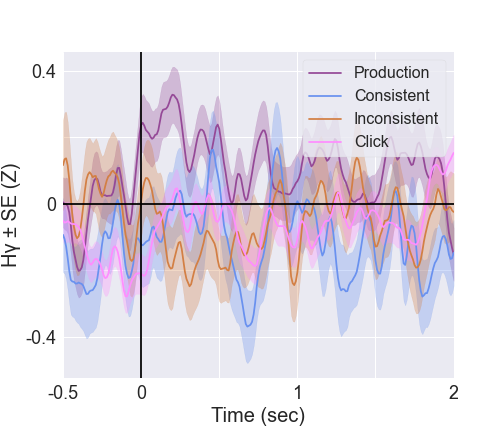 Production
Consistent
Inconsistent
Click
0.4
0
-0.4
Hγ ± SE (Z)
-0.5 0 1 2
Time (sec)